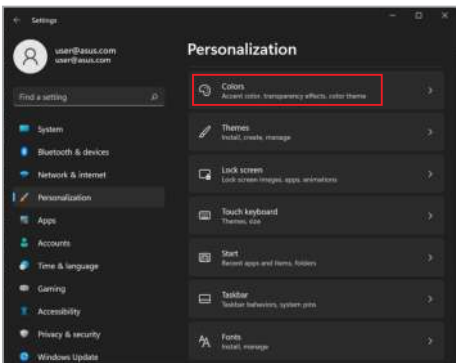 Settings
user@asus.com
user@asus.com
Find a setting
System
Bluetooth & devices
Network & internet
Personalization
Apps
Accounts
Time & language
Gaming
Accessibility
Privacy & security
Windows Update
Personalization
Colors
Accent color, transparency effects, color theme
Themes
Install, create, manage
Lock screen
Lock screen images, apps, animations
Touch keyboard
Themes, size
Start
Recent apps and items, folders
Taskbar
Taskbar behaviors, system pins
Fonts
Install, manage